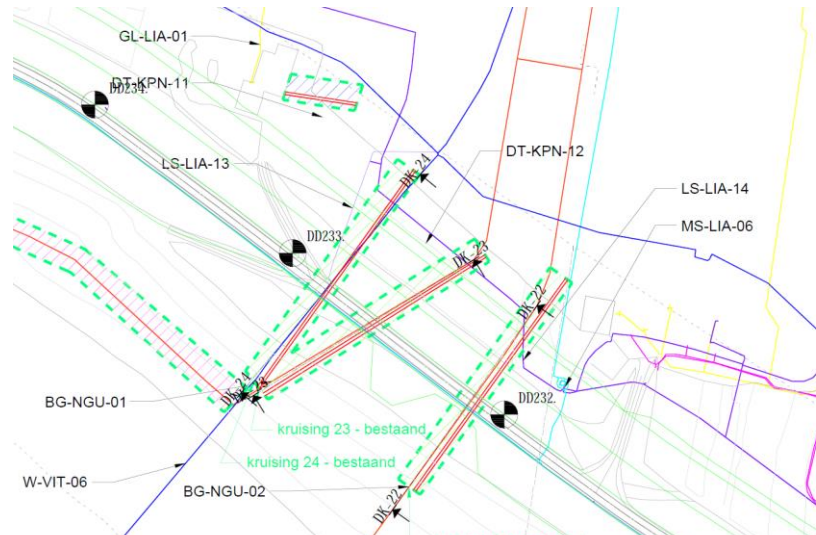 GL-LIA-01
DD234.
DT-KPN-11
LS-LIA-13
DK-24
DT-KPN-12
LS-LIA-14
MS-LIA-06
DD233.
DK-23
DK-22
BG-NGU-01
DK-24
DD232.
kruising 23 - bestaand
kruising 24 - bestaand
W-VIT-06
BG-NGU-02
DK-22